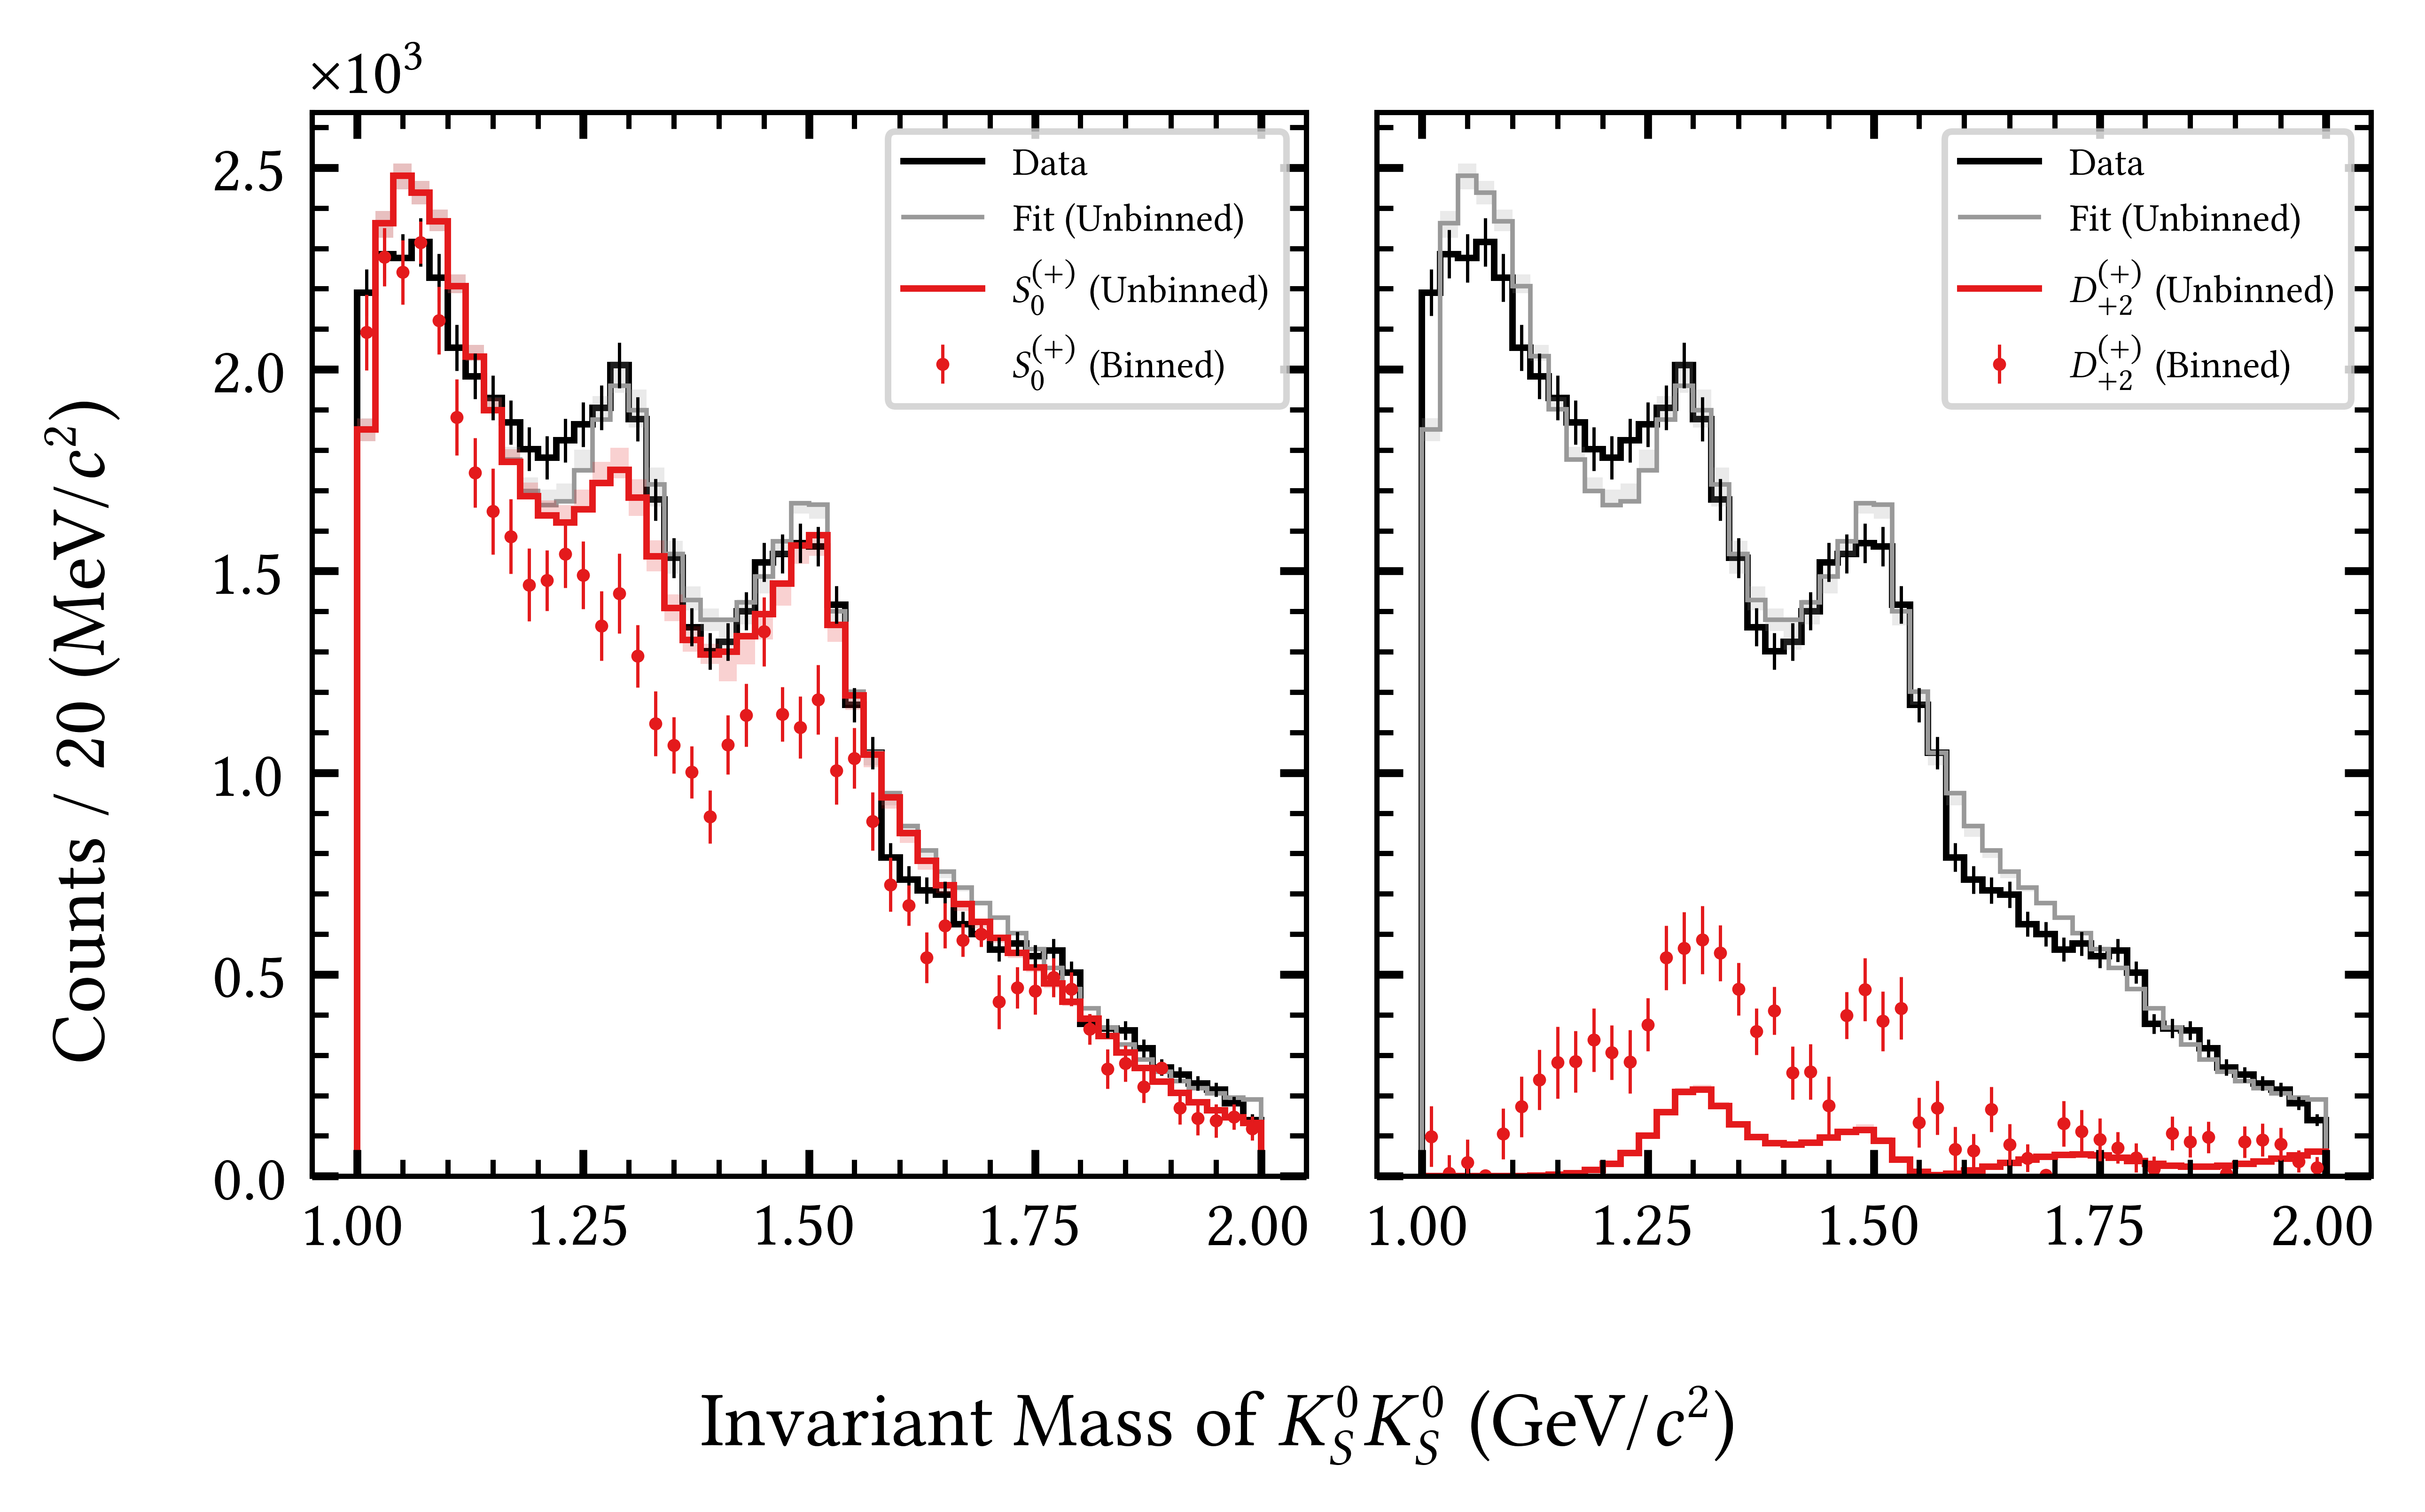 ×10³
Counts / 20 (MeV/c²)
2.5
2.0
1.5
1.0
0.5
0.0
Data
Fit (Unbinned)
S₀⁽⁺⁾ (Unbinned)
S₀⁽⁺⁾ (Binned)
1.00 1.25 1.50 1.75 2.00
Data
Fit (Unbinned)
D₊₂⁽⁺⁾ (Unbinned)
D₊₂⁽⁺⁾ (Binned)
1.00 1.25 1.50 1.75 2.00
Invariant Mass of K_S⁰K_S⁰ (GeV/c²)